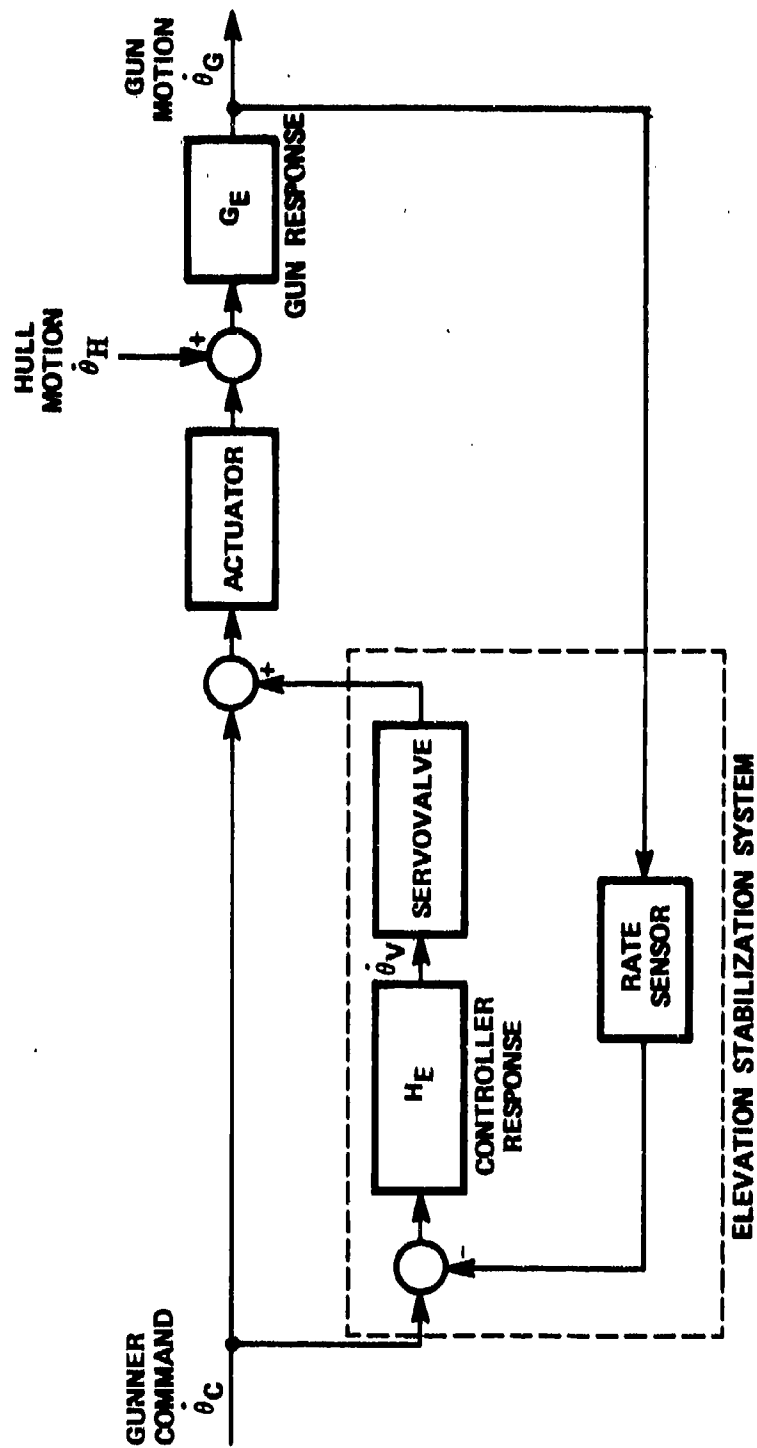 GUNNER
COMMAND
θ̇C
HULL
MOTION
θ̇H
GUN
MOTION
θ̇G
+
ACTUATOR
+
GE
GUN RESPONSE
-
HE
CONTROLLER
RESPONSE
θ̇V
SERVOVALVE
RATE
SENSOR
ELEVATION STABILIZATION SYSTEM